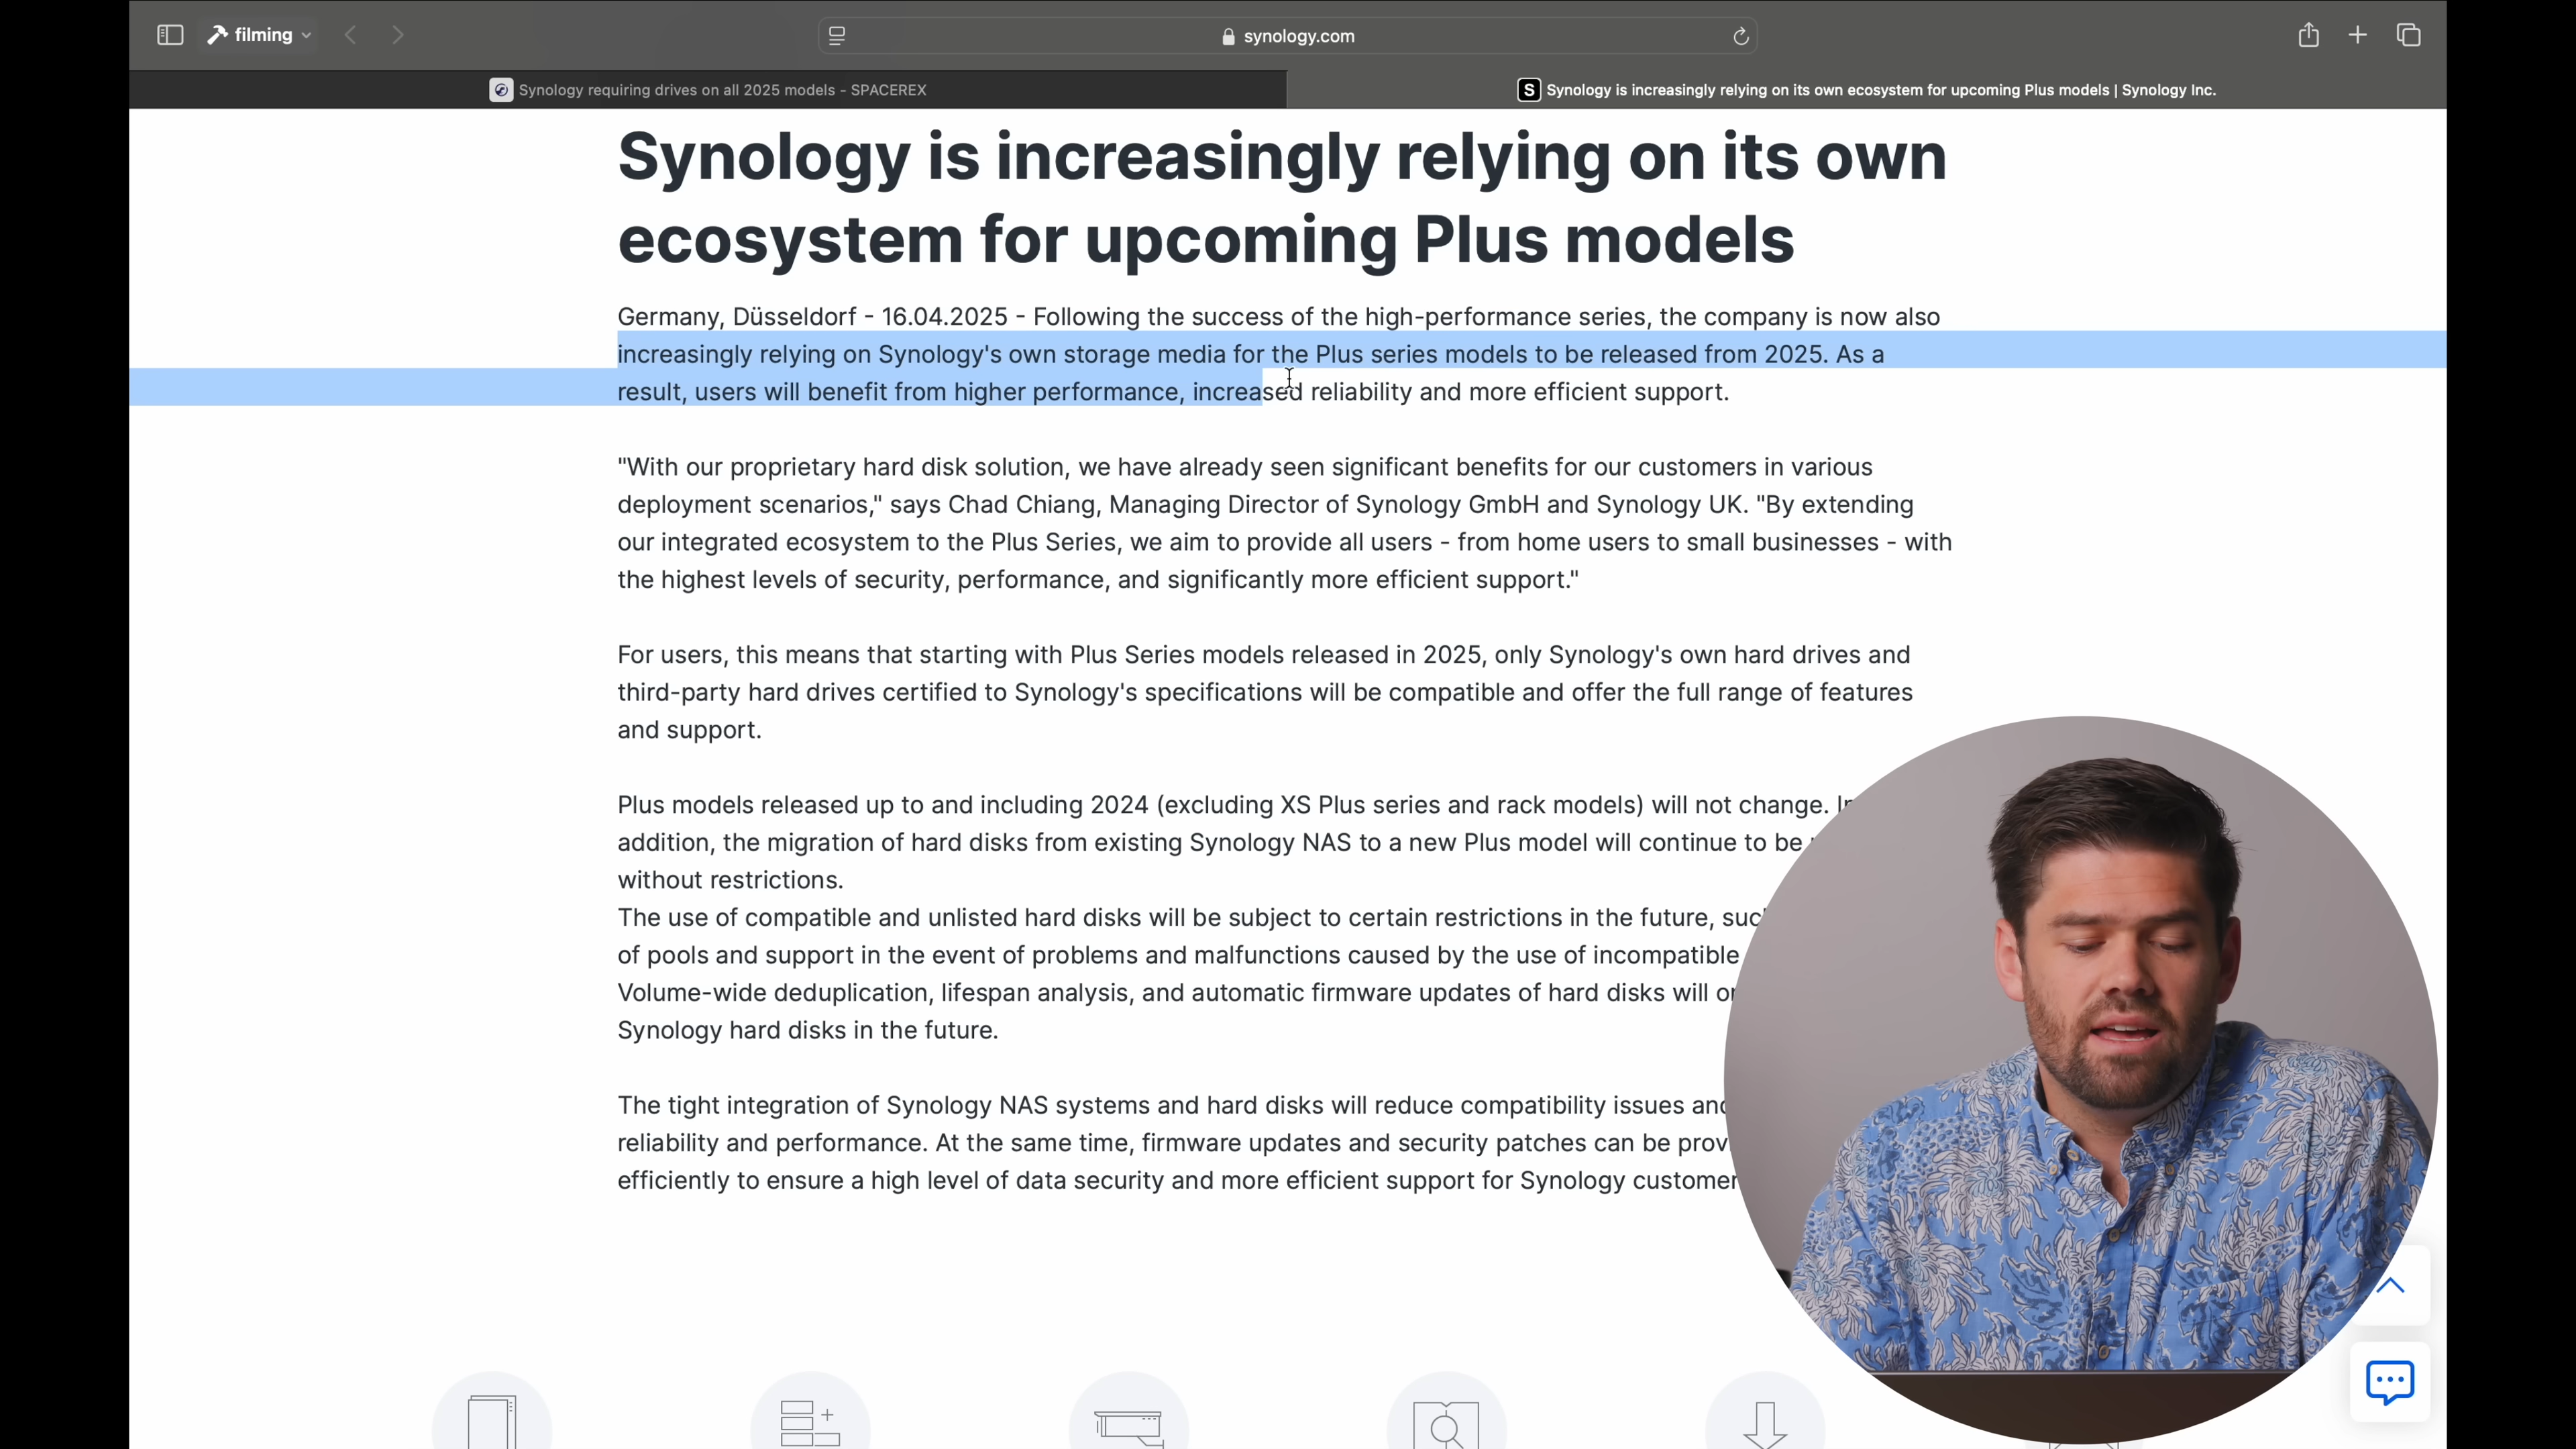 filming
synology.com
Synology requiring drives on all 2025 models - SPACEREX
S Synology is increasingly relying on its own ecosystem for upcoming Plus models | Synology Inc.
Synology is increasingly relying on its own
ecosystem for upcoming Plus models
Germany, Düsseldorf - 16.04.2025 - Following the success of the high-performance series, the company is now also
increasingly relying on Synology's own storage media for the Plus series models to be released from 2025. As a
result, users will benefit from higher performance, increased reliability and more efficient support.
"With our proprietary hard disk solution, we have already seen significant benefits for our customers in various
deployment scenarios," says Chad Chiang, Managing Director of Synology GmbH and Synology UK. "By extending
our integrated ecosystem to the Plus Series, we aim to provide all users - from home users to small businesses - with
the highest levels of security, performance, and significantly more efficient support."
For users, this means that starting with Plus Series models released in 2025, only Synology's own hard drives and
third-party hard drives certified to Synology's specifications will be compatible and offer the full range of features
and support.
Plus models released up to and including 2024 (excluding XS Plus series and rack models) will not change. In
addition, the migration of hard disks from existing Synology NAS to a new Plus model will continue to be
without restrictions.
The use of compatible and unlisted hard disks will be subject to certain restrictions in the future,
of pools and support in the event of problems and malfunctions caused by the use of incompatible
Volume-wide deduplication, lifespan analysis, and automatic firmware updates of hard disks will
Synology hard disks in the future.
The tight integration of Synology NAS systems and hard disks will reduce compatibility issues and
reliability and performance. At the same time, firmware updates and security patches can be
efficiently to ensure a high level of data security and more efficient support for Synology